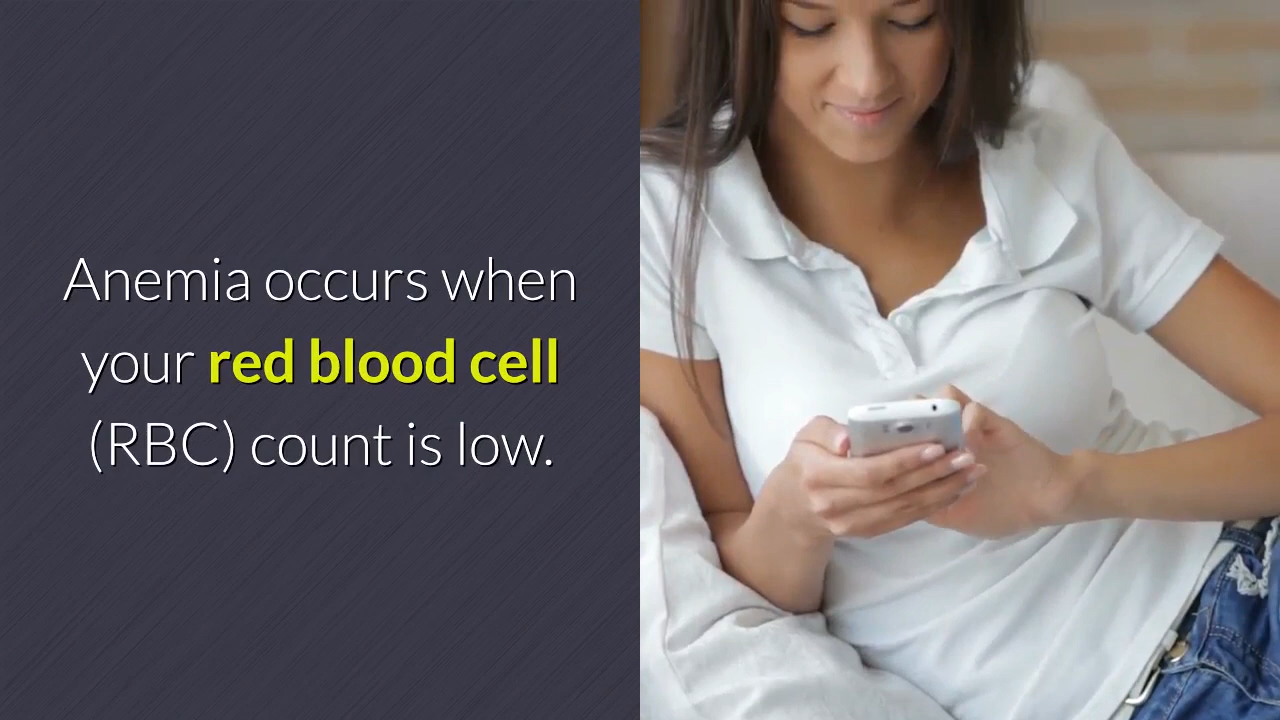 Anemia occurs when
your red blood cell
(RBC) count is low.